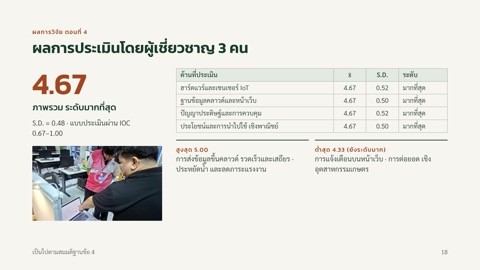 ผลการวิจัย ตอนที่ 4
ผลการประเมินโดยผู้เชี่ยวชาญ 3 คน
4.67
ภาพรวม ระดับมากที่สุด
S.D. = 0.48 · แบบประเมินผ่าน IOC
0.67–1.00
ด้านที่ประเมิน x̄ S.D. ระดับ
ฮาร์ดแวร์และเซนเซอร์ IoT 4.67 0.52 มากที่สุด
ฐานข้อมูลคลาวด์และหน้าเว็บ 4.67 0.50 มากที่สุด
ปัญญาประดิษฐ์และการควบคุม 4.67 0.52 มากที่สุด
ประโยชน์และการนำไปใช้ เชิงพาณิชย์ 4.67 0.50 มากที่สุด
สูงสุด 5.00
การส่งข้อมูลขึ้นคลาวด์ รวดเร็วและเสถียร ·
ประหยัดน้ำ และลดภาระแรงงาน
ต่ำสุด 4.33 (ยังระดับมาก)
การแจ้งเตือนบนหน้าเว็บ · การต่อยอด เชิง
อุตสาหกรรมเกษตร
เป็นไปตามสมมติฐานข้อ 4
18